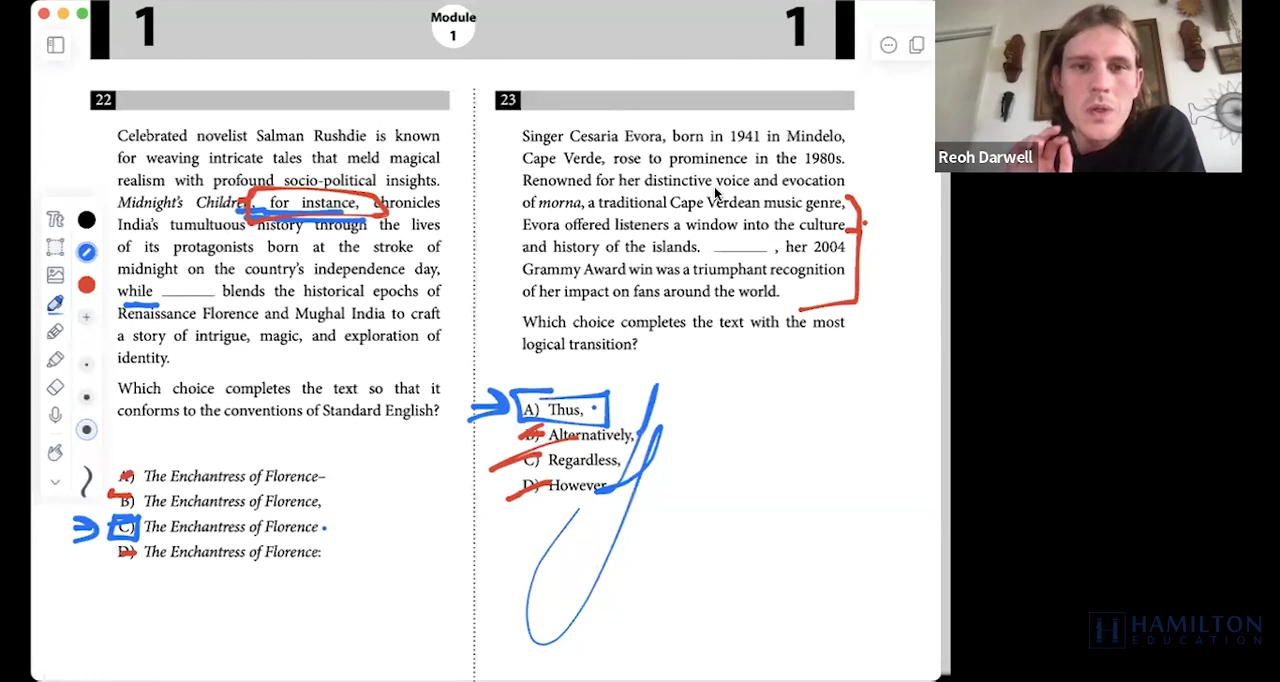 1
Module
1
1
22
Celebrated novelist Salman Rushdie is known
for weaving intricate tales that meld magical
realism with profound socio-political insights.
Midnight's Children, for instance, chronicles
India's tumultuous history through the lives
of its protagonists born at the stroke of
midnight on the country's independence day,
while ______ blends the historical epochs of
Renaissance Florence and Mughal India to craft
a story of intrigue, magic, and exploration of
identity.
Which choice completes the text so that it
conforms to the conventions of Standard English?
A) The Enchantress of Florence–
B) The Enchantress of Florence,
C) The Enchantress of Florence
D) The Enchantress of Florence:
23
Singer Cesaria Evora, born in 1941 in Mindelo,
Cape Verde, rose to prominence in the 1980s.
Renowned for her distinctive voice and evocation
of morna, a traditional Cape Verdean music genre,
Evora offered listeners a window into the culture
and history of the islands. ______ , her 2004
Grammy Award win was a triumphant recognition
of her impact on fans around the world.
Which choice completes the text with the most
logical transition?
A) Thus,
B) Alternatively,
C) Regardless,
D) However,
Tt
Reoh Darwell
HAMILTON
EDUCATION